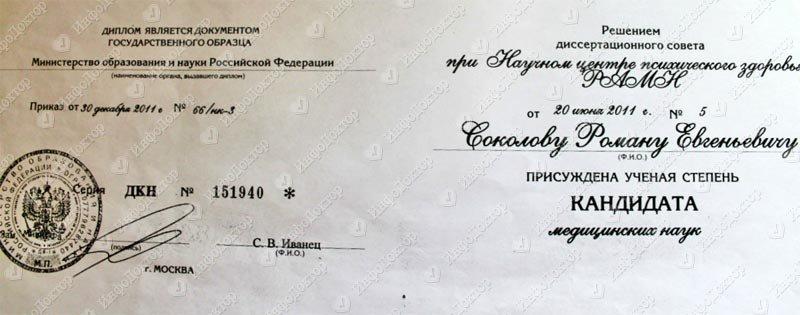 ДИПЛОМ ЯВЛЯЕТСЯ ДОКУМЕНТОМ
ГОСУДАРСТВЕННОГО ОБРАЗЦА
Министерство образования и науки Российской Федерации
(наименование органа, выдавшего диплом)
Приказ от 30 декабря 2011 г № 66/нк-3
Серия ДКН № 151940 *
(подпись)
С. В. Иванец
(Ф.И.О.)
М.П.
г. МОСКВА
Решением
диссертационного совета
при Научном центре психического здоровья
РАМН
от 20 июня 2011 г. № 5
Соколову Роману Евгеньевичу
(Ф.И.О.)
ПРИСУЖДЕНА УЧЕНАЯ СТЕПЕНЬ
КАНДИДАТА
медицинских наук
ИнфоДоктор